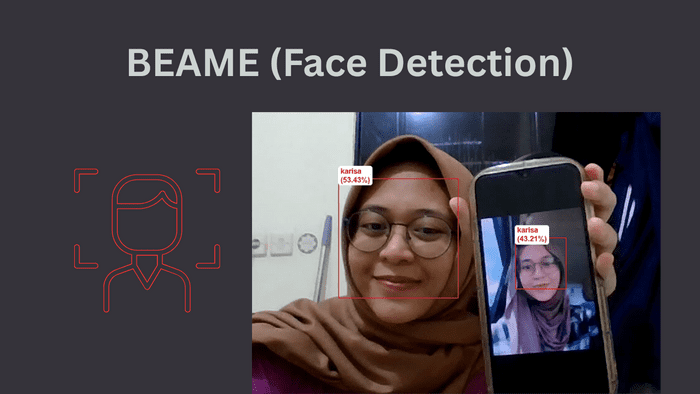 BEAME (Face Detection)
karisa
(53.43%)
karisa
(43.21%)